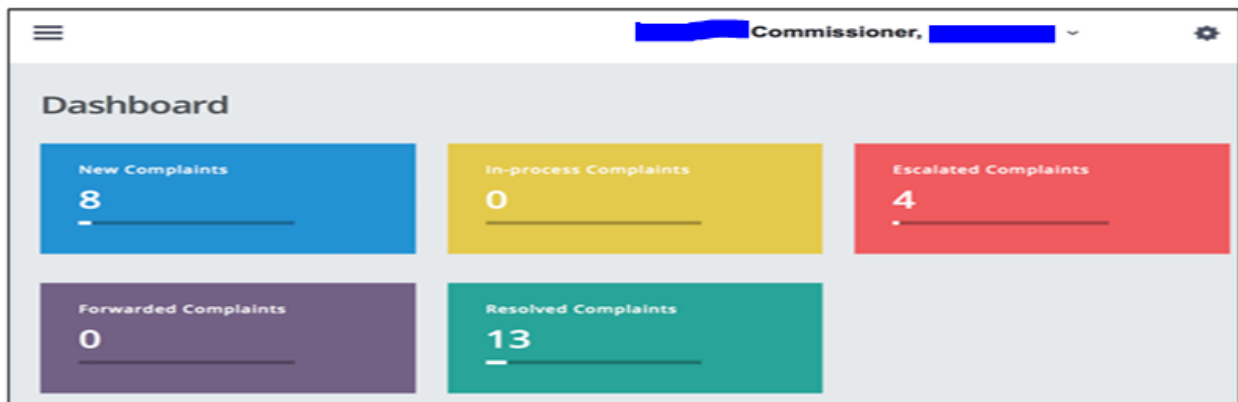 Commissioner,
Dashboard
New Complaints
8
In-process Complaints
0
Escalated Complaints
4
Forwarded Complaints
0
Resolved Complaints
13